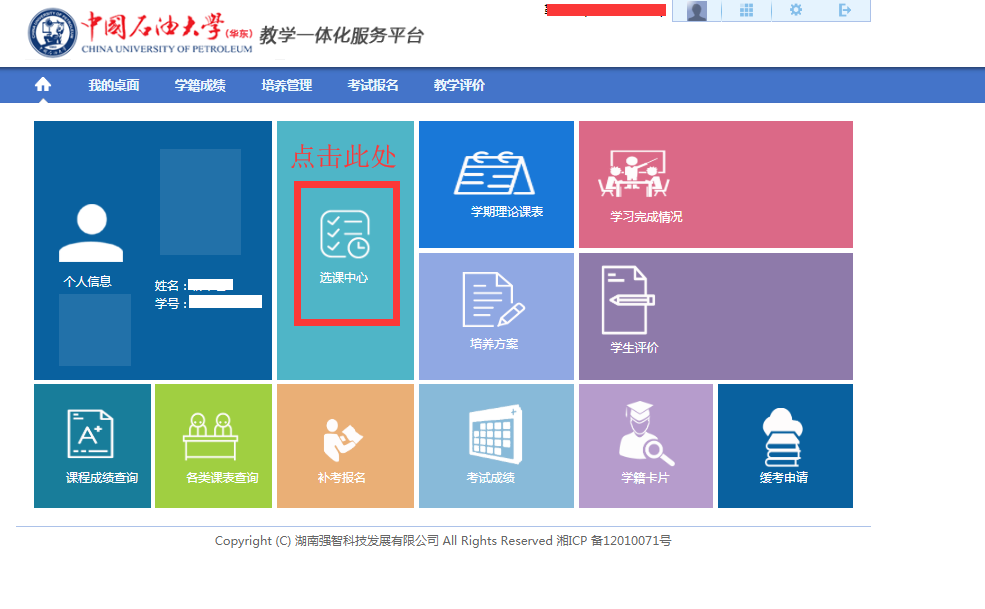 中国石油大学(华东)
CHINA UNIVERSITY OF PETROLEUM
教学一体化服务平台
我的桌面 学籍成绩 培养管理 考试报名 教学评价
点击此处
选课中心
个人信息
姓名：
学号：
学期理论课表
学习完成情况
培养方案
学生评价
A+
课程成绩查询
各类课表查询
补考报名
考试成绩
学籍卡片
缓考申请
Copyright (C) 湖南强智科技发展有限公司 All Rights Reserved 湘ICP 备12010071号